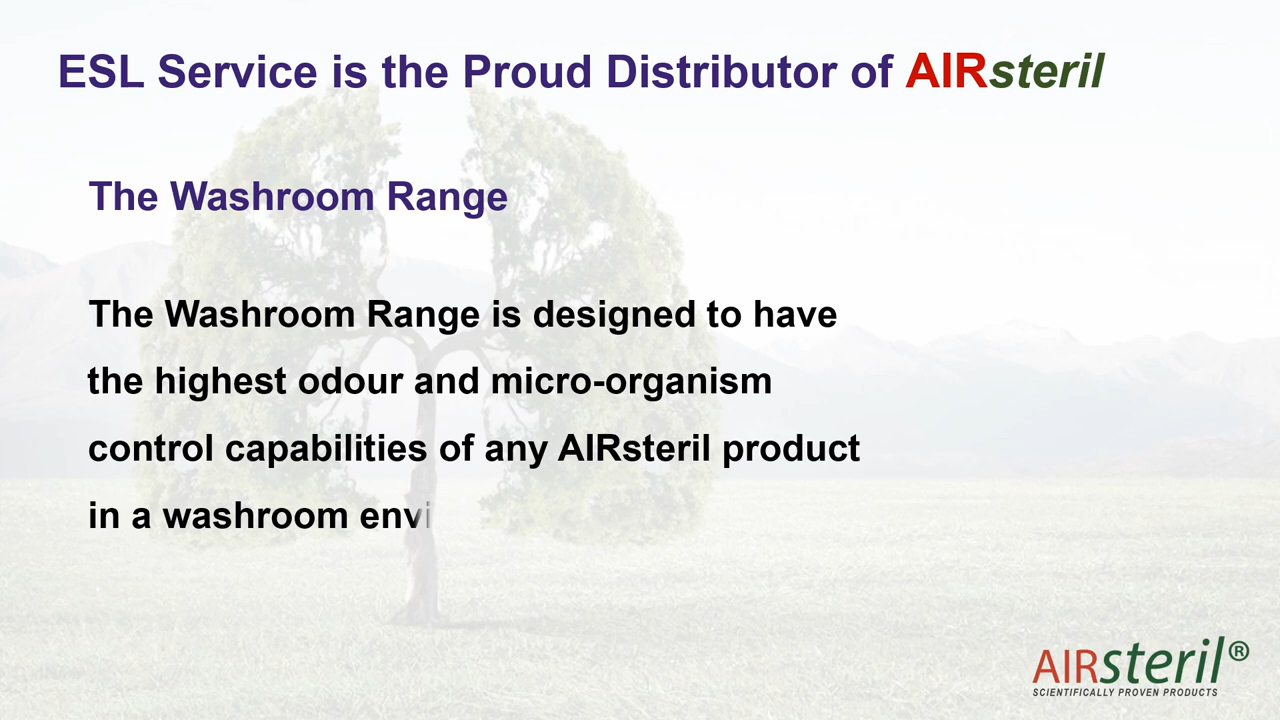 ESL Service is the Proud Distributor of AIRsteril
The Washroom Range
The Washroom Range is designed to have
the highest odour and micro-organism
control capabilities of any AIRsteril product
in a washroom envi
AIRsteril®
SCIENTIFICALLY PROVEN PRODUCTS